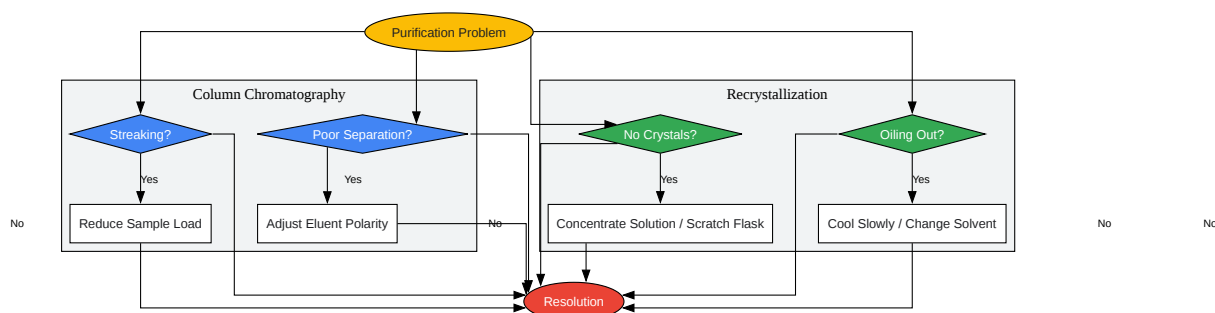 Purification Problem
Column Chromatography
Recrystallization
Streaking?
Poor Separation?
No Crystals?
Oiling Out?
Yes
Yes
Yes
Yes
No
Reduce Sample Load
Adjust Eluent Polarity
No
Concentrate Solution / Scratch Flask
Cool Slowly / Change Solvent
No
No
Resolution